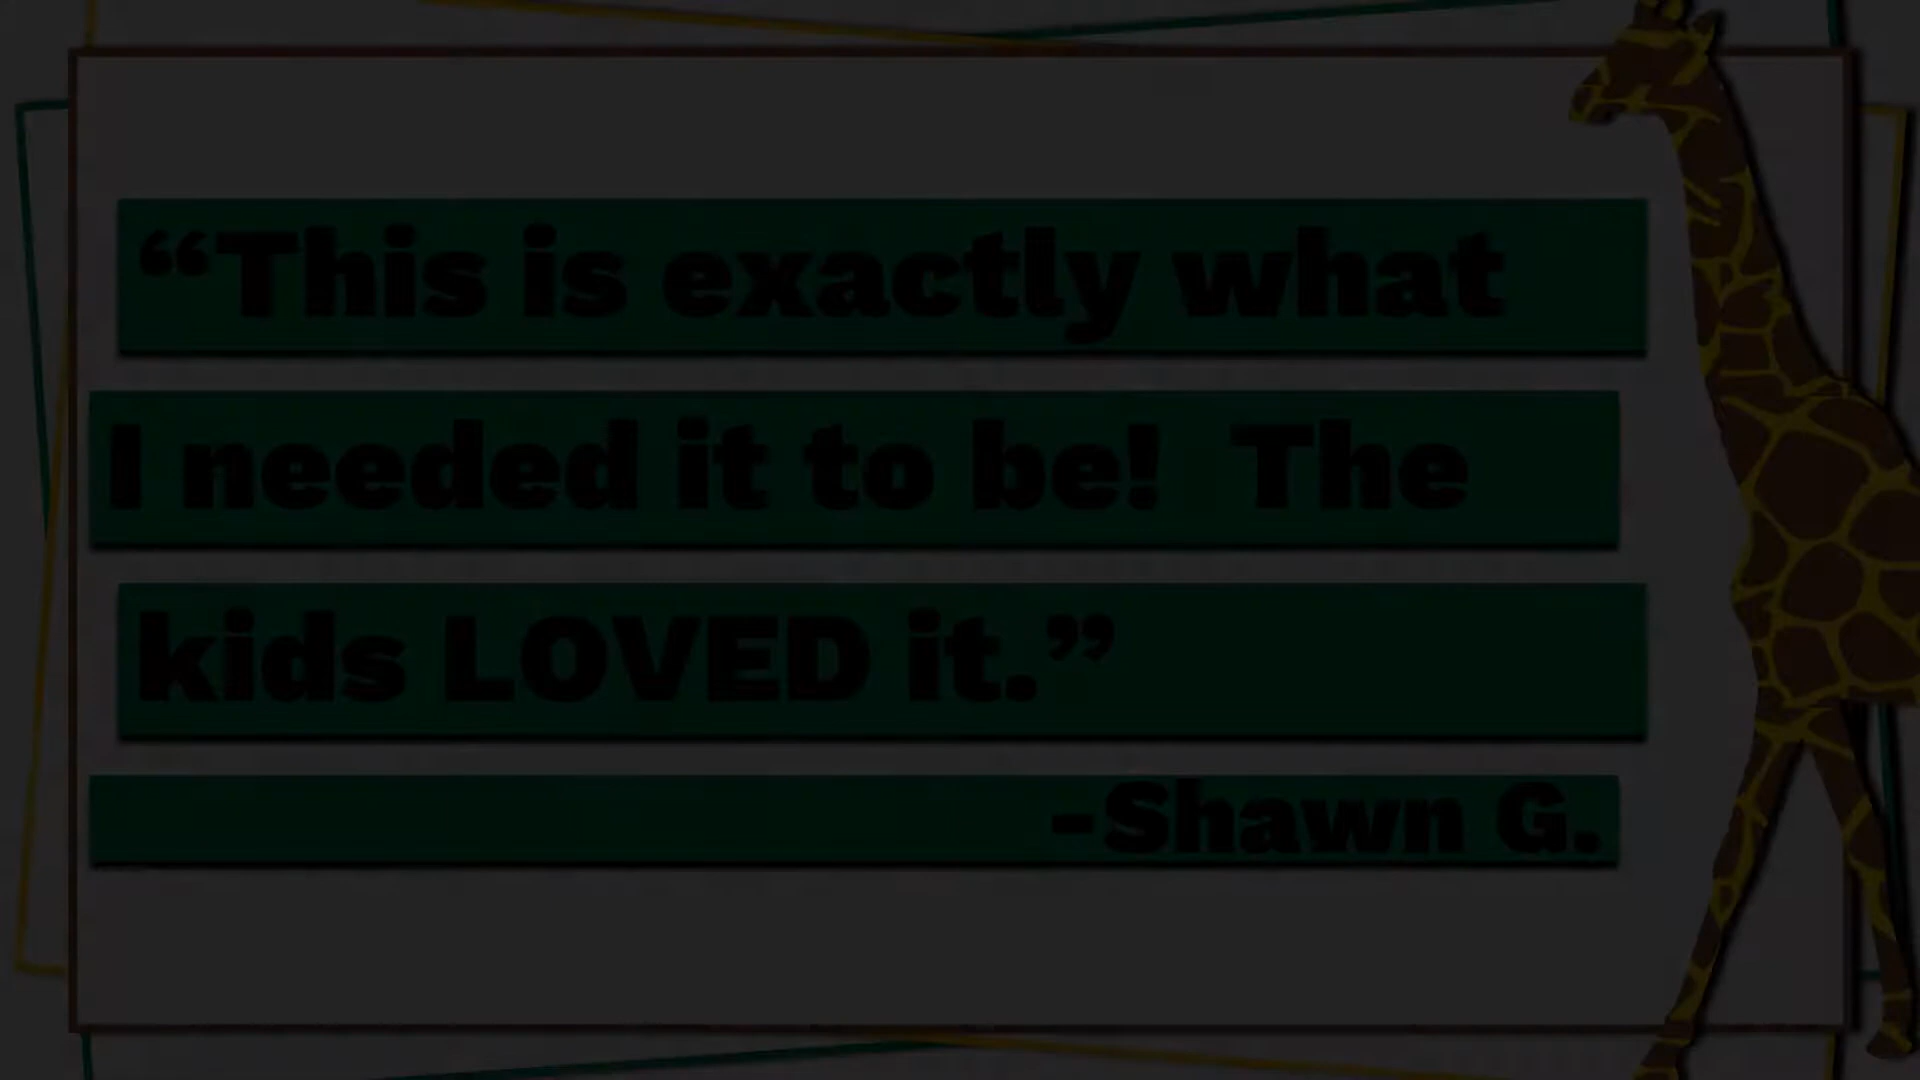 “This is exactly what
I needed it to be!  The
kids LOVED it.”
-Shawn G.